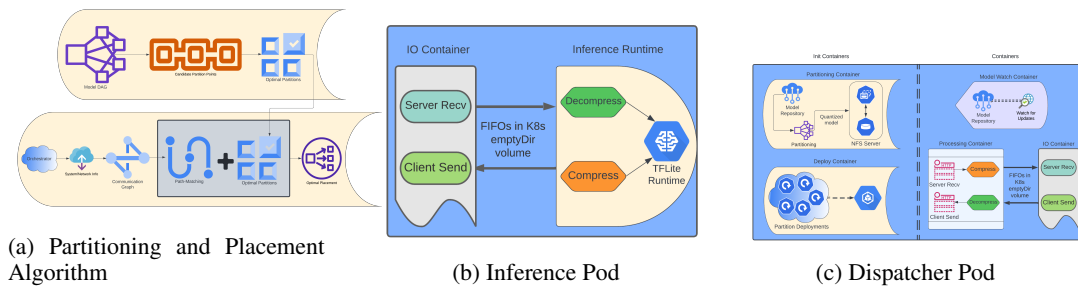 Model DAG
Candidate Partition Points
Optimal Partitions
Orchestrator
System/Network Info
Communication
Graph
Path-Matching
Optimal Partitions
Optimal Placement
(a) Partitioning and Placement
Algorithm
IO Container
Inference Runtime
Server Recv
Decompress
FIFOs in K8s
emptyDir
volume
Client Send
Compress
TFLite
Runtime
(b) Inference Pod
Init Containers
Containers
Partitioning Container
Model
Repository
Quantized
model
Partitioning
NFS Server
Deploy Container
Partition Deployments
Model Watch Container
Model
Repository
Watch for
Updates
Processing Container
IO Container
HTTP
Server Recv
Compress
FIFOs in
K8s
emptyDir
volume
Server Recv
HTTP
Client Send
Decompress
Client Send
(c) Dispatcher Pod